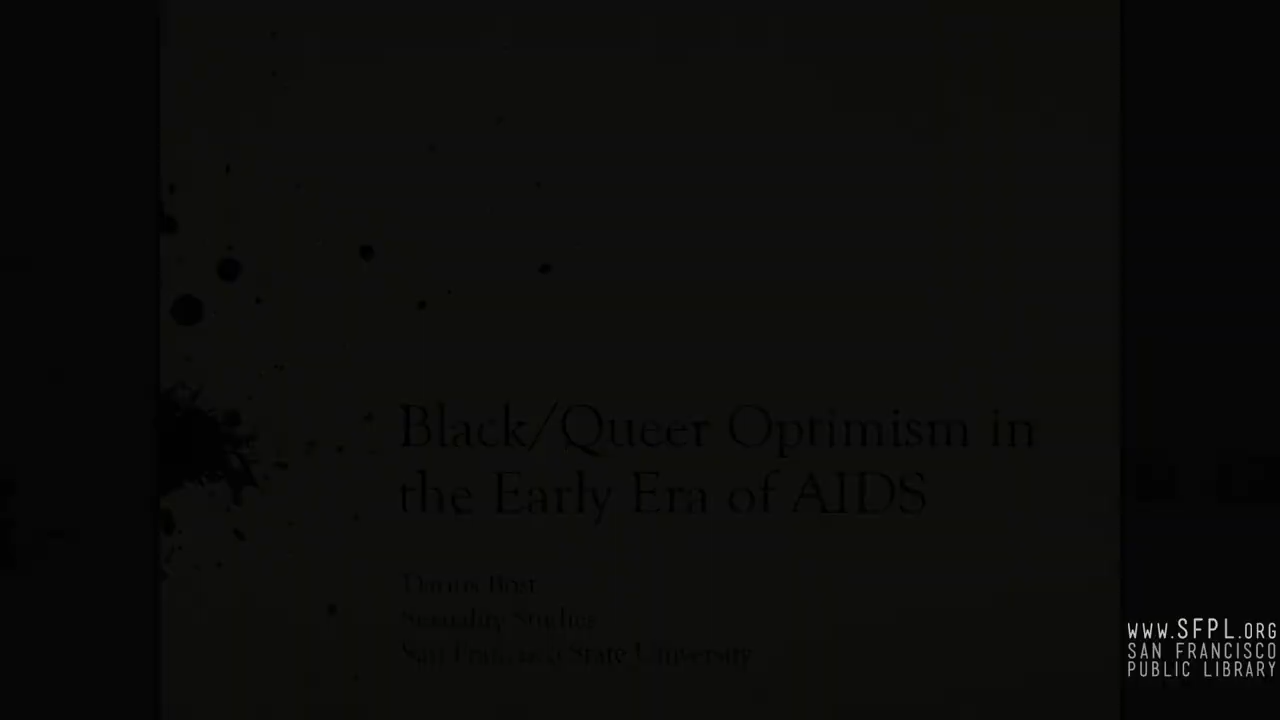 Black/Queer Optimism in
the Early Era of AIDS
Darius Bost
Sexuality Studies
San Francisco State University
www.SFPL.ORG
SAN FRANCISCO
PUBLIC LIBRARY